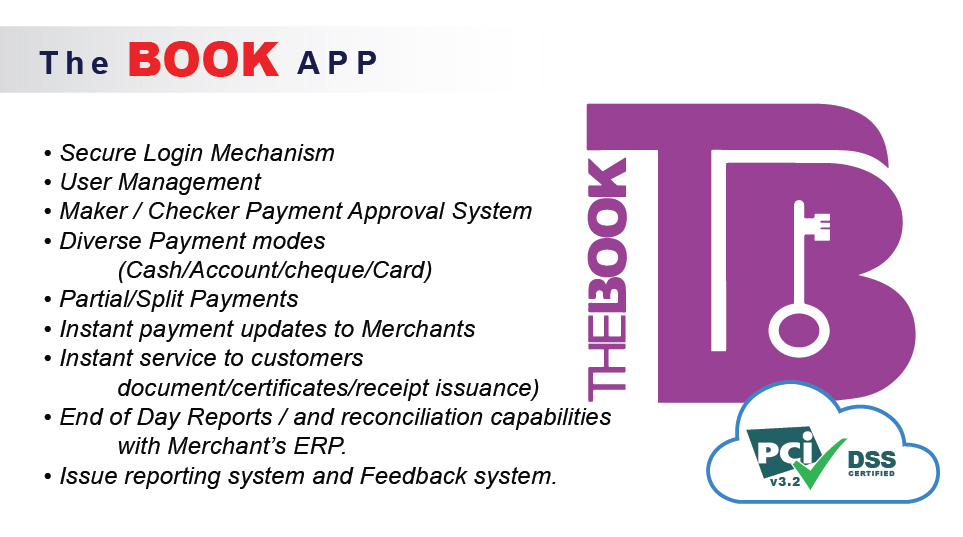 The BOOK APP
• Secure Login Mechanism
• User Management
• Maker / Checker Payment Approval System
• Diverse Payment modes
(Cash/Account/cheque/Card)
• Partial/Split Payments
• Instant payment updates to Merchants
• Instant service to customers
document/certificates/receipt issuance)
• End of Day Reports / and reconciliation capabilities
with Merchant’s ERP.
• Issue reporting system and Feedback system.
THEBOOK
TB
PCi
v3.2
DSS
CERTIFIED